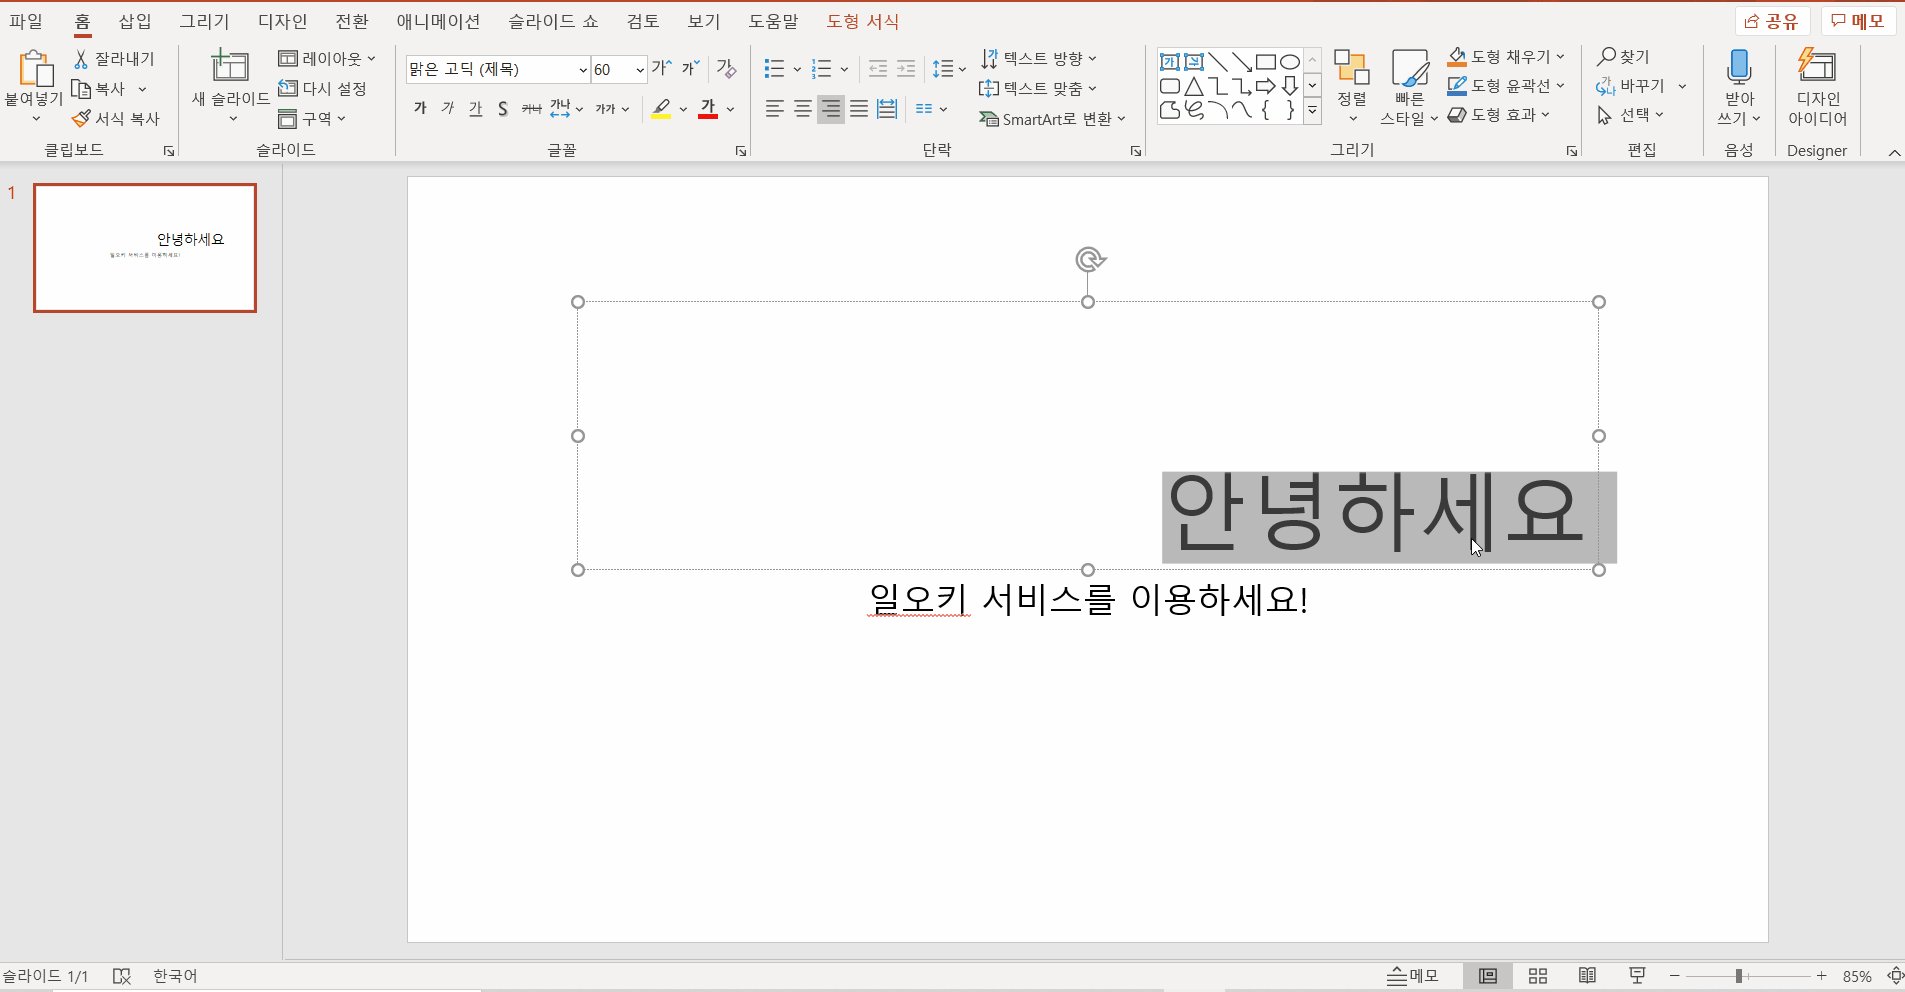 파일 홈 삽입 그리기 디자인 전환 애니메이션 슬라이드 쇼 검토 보기 도움말 도형 서식 공유 메모
붙여넣기
잘라내기
복사
서식 복사
클립보드
새 슬라이드
레이아웃
다시 설정
구역
슬라이드
맑은 고딕 (제목) 60 가 가 가
가 가 가 S 가나 가나 가가 가
글꼴
텍스트 방향
텍스트 맞춤
SmartArt로 변환
단락
정렬
빠른
스타일
도형 채우기
도형 윤곽선
도형 효과
그리기
찾기
바꾸기
선택
편집
받아
쓰기
음성
디자인
아이디어
Designer
1
안녕하세요
일오키 서비스를 이용하세요!
안녕하세요
일오키 서비스를 이용하세요!
슬라이드 1/1 한국어 메모 85%